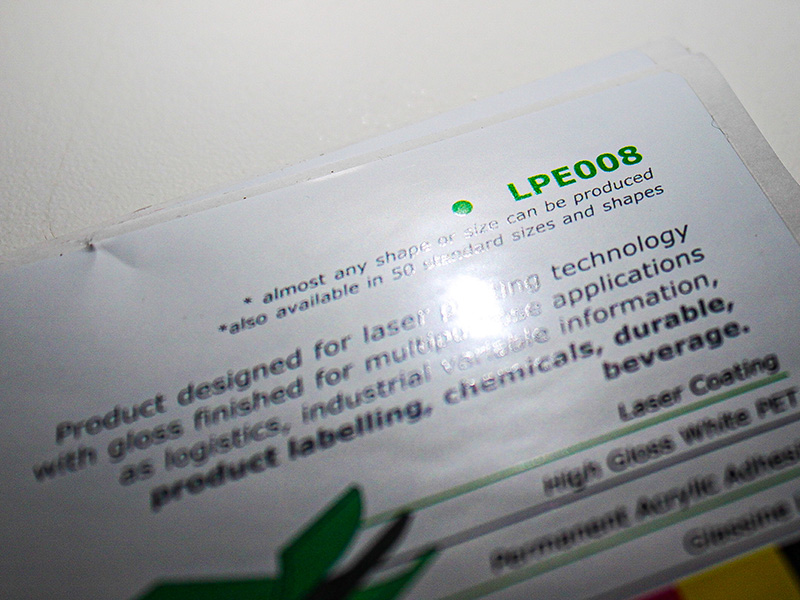 LPE008
* almost any shape or size can be produced
*also available in 50 standard sizes and shapes
Product designed for laser printing technology
with gloss finished for multipurpose applications
as logistics, industrial variable information,
product labelling, chemicals, durable,
beverage.
Laser Coating
High Gloss White PET
Permanent Acrylic
Glassine